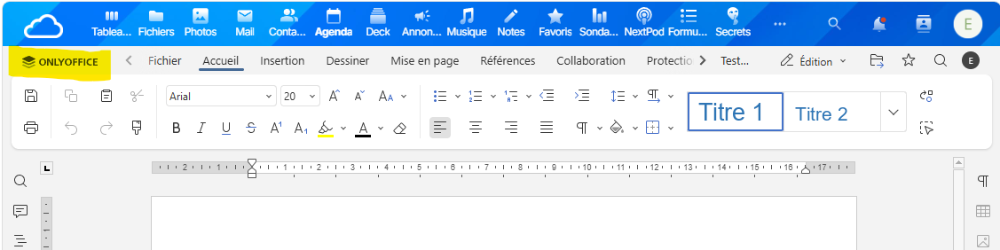 Tablea... Fichiers Photos Mail Conta... Agenda Deck Annon... Musique Notes Favoris Sonda... NextPod Formu... Secrets ... E
ONLYOFFICE Fichier Accueil Insertion Dessiner Mise en page Références Collaboration Protectio Test... Édition E
Arial 20 Titre 1 Titre 2
2 1 1 2 3 4 5 6 7 8 9 10 11 12 13 14 15 16 17